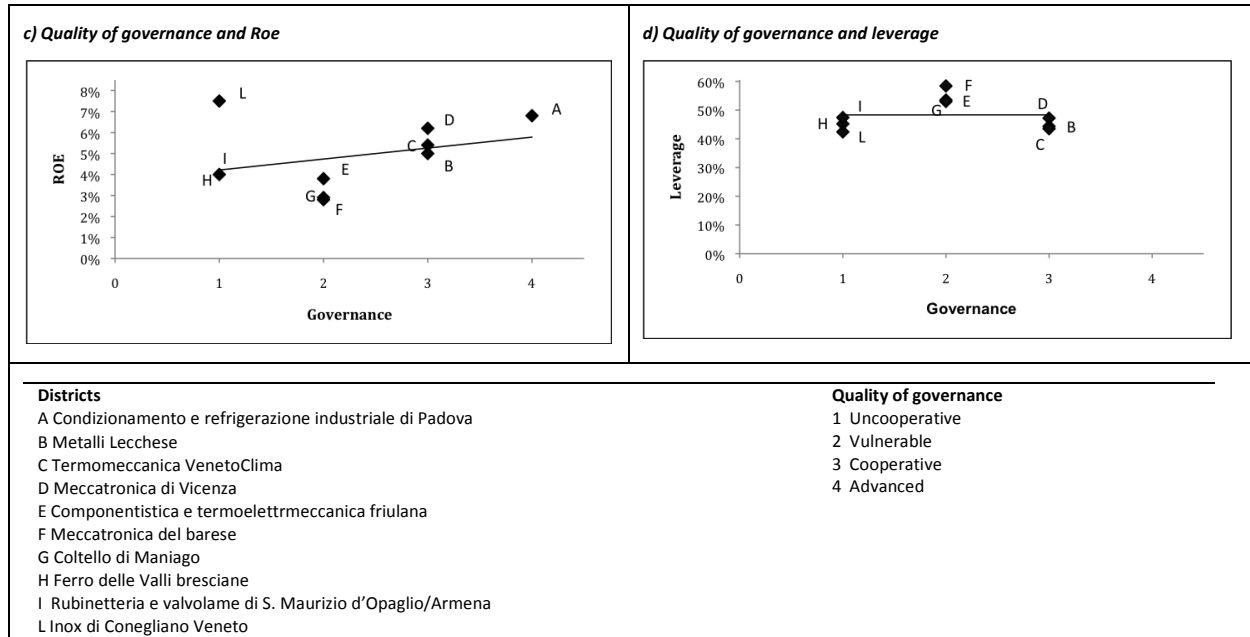 c) Quality of governance and Roe
8%
7%
6%
5%
4%
3%
2%
1%
0%
ROE
0 1 2 3 4
Governance
L
A
D
C
B
I
H
E
G
F
d) Quality of governance and leverage
60%
50%
40%
30%
20%
10%
0%
Leverage
0 1 2 3 4
Governance
F
I
E
D
G
H
B
L
C
Districts
A Condizionamento e refrigerazione industriale di Padova
B Metalli Lecchese
C Termomeccanica VenetoClima
D Meccatronica di Vicenza
E Componentistica e termoelettrmeccanica friulana
F Meccatronica del barese
G Coltello di Maniago
H Ferro delle Valli bresciane
I Rubinetteria e valvolame di S. Maurizio d’Opaglio/Armena
L Inox di Conegliano Veneto
Quality of governance
1 Uncooperative
2 Vulnerable
3 Cooperative
4 Advanced